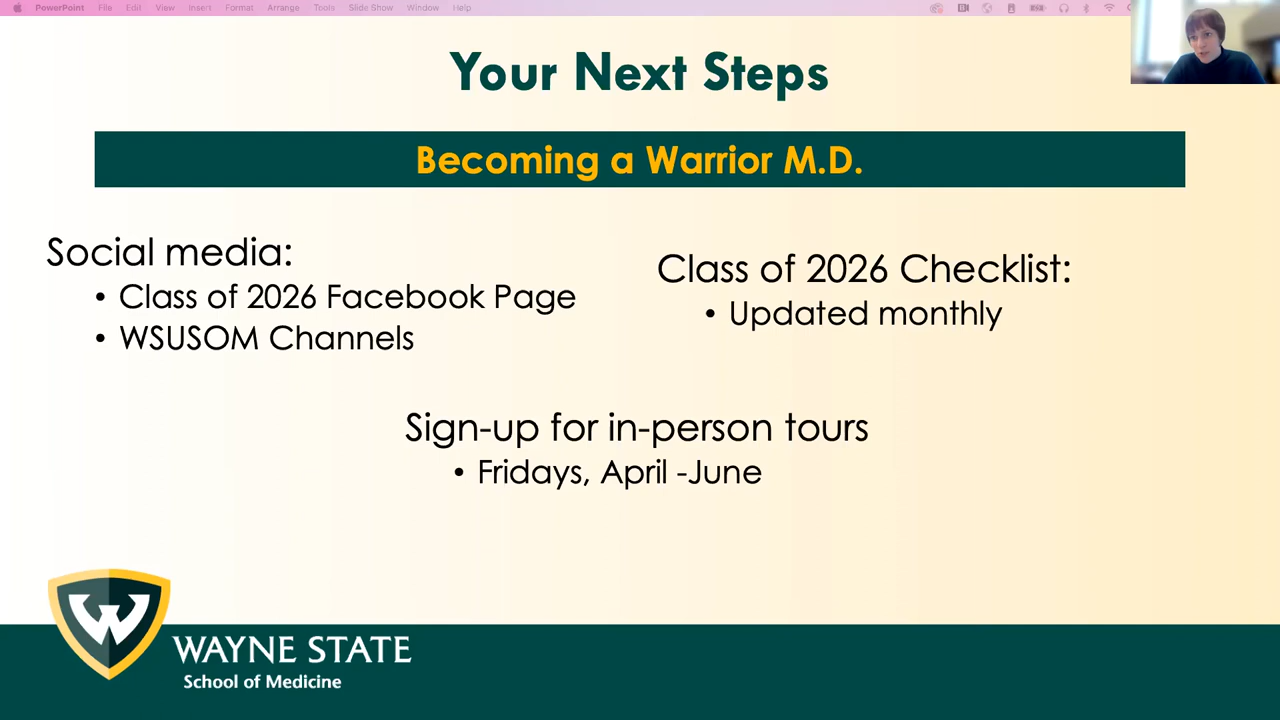 PowerPoint File Edit View Insert Format Arrange Tools Slide Show Window Help
Your Next Steps
Becoming a Warrior M.D.
Social media:
• Class of 2026 Facebook Page
• WSUSOM Channels
Class of 2026 Checklist:
• Updated monthly
Sign-up for in-person tours
• Fridays, April -June
W
WAYNE STATE
School of Medicine